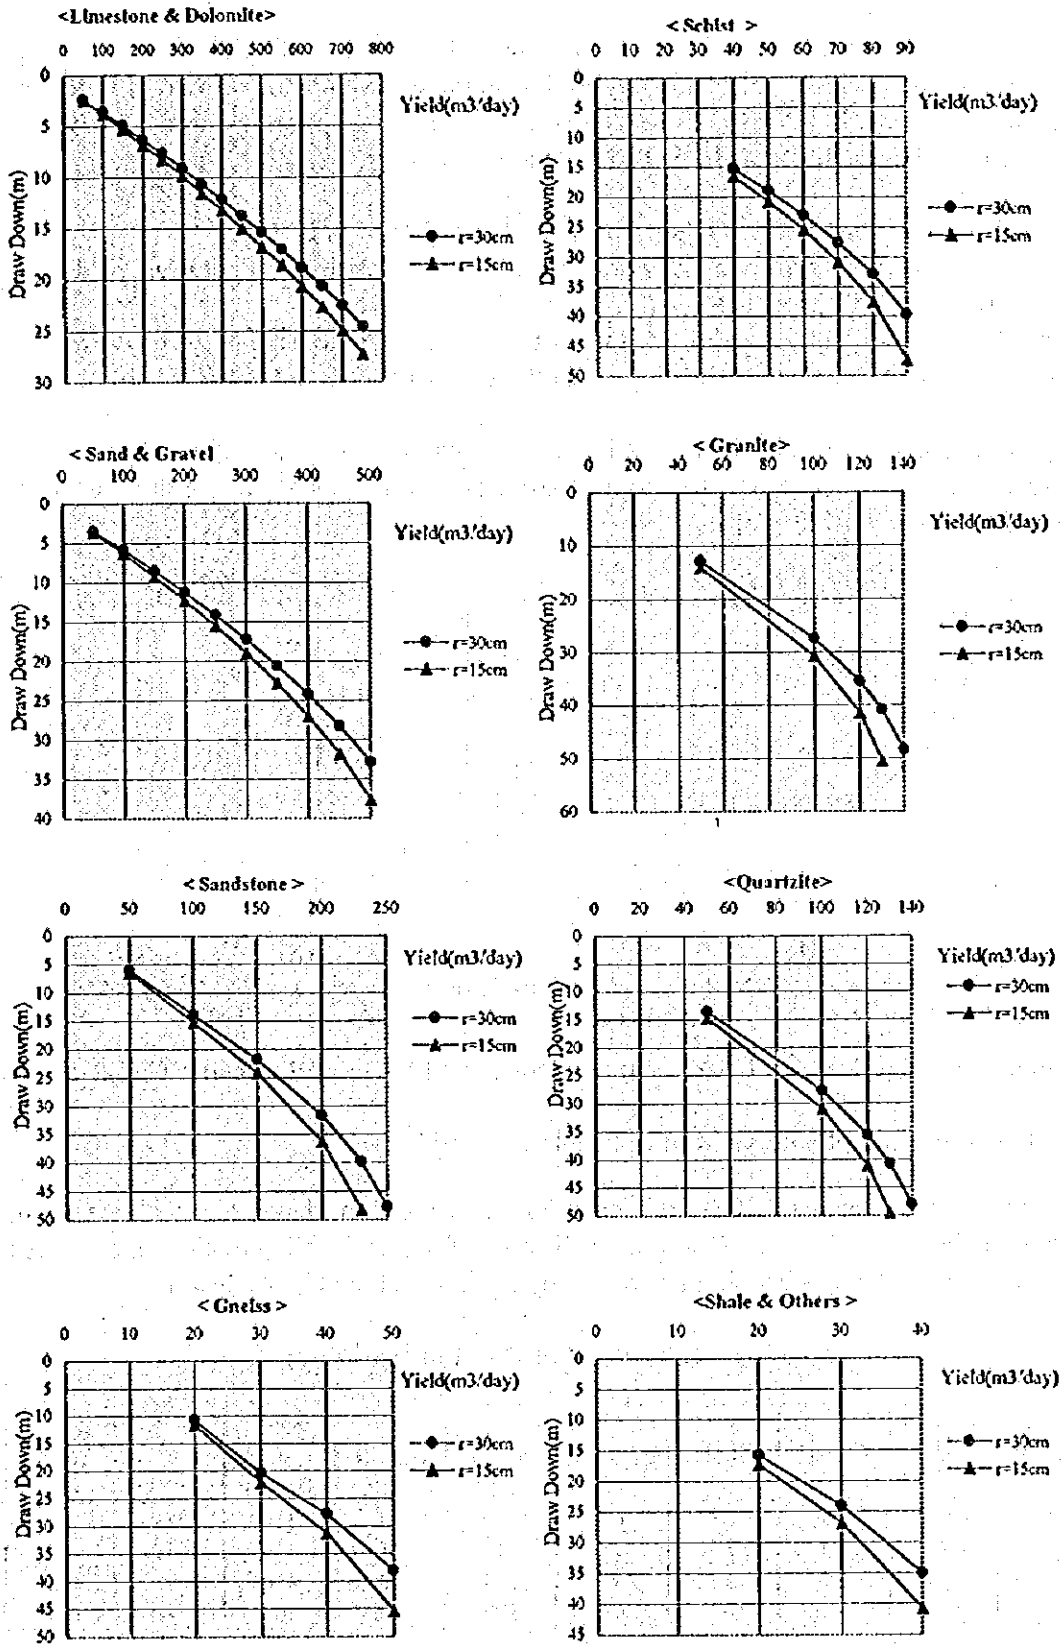 <Limestone & Dolomite>
0 100 200 300 400 500 600 700 800
0
5
10
15
20
25
30
Draw Down(m)
Yield(m3/day)
r=30cm
r=15cm
<Schist >
0 10 20 30 40 50 60 70 80 90
0
5
10
15
20
25
30
35
40
45
50
Draw Down(m)
Yield(m3/day)
r=30cm
r=15cm
< Sand & Gravel
0 100 200 300 400 500
0
5
10
15
20
25
30
35
40
Draw Down(m)
Yield(m3/day)
r=30cm
r=15cm
< Granite>
0 20 40 60 80 100 120 140
0
10
20
30
40
50
60
Draw Down(m)
Yield(m3/day)
r=30cm
r=15cm
< Sandstone >
0 50 100 150 200 250
0
5
10
15
20
25
30
35
40
45
50
Draw Down(m)
Yield(m3/day)
r=30cm
r=15cm
<Quartzite>
0 20 40 60 80 100 120 140
0
5
10
15
20
25
30
35
40
45
50
Draw Down(m)
Yield(m3/day)
r=30cm
r=15cm
< Gneiss >
0 10 20 30 40 50
0
5
10
15
20
25
30
35
40
45
50
Draw Down(m)
Yield(m3/day)
r=30cm
r=15cm
<Shale & Others >
0 10 20 30 40
0
5
10
15
20
25
30
35
40
45
Draw Down(m)
Yield(m3/day)
r=30cm
r=15cm